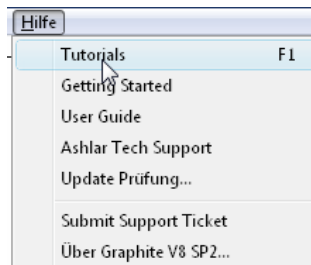 Hilfe
Tutorials F1
Getting Started
User Guide
Ashlar Tech Support
Update Prüfung...
Submit Support Ticket
Über Graphite V8 SP2...